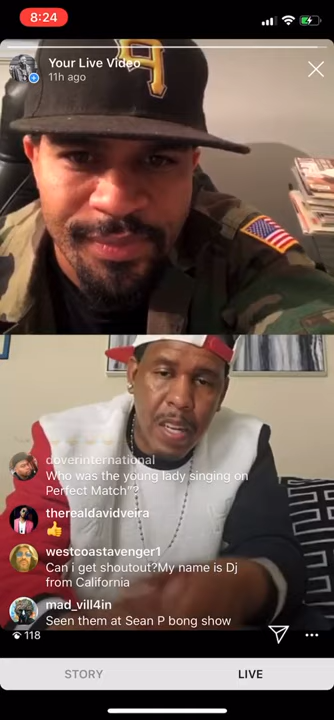 8:24
Your Live Video
11h ago
P
doverinternational
Who was the young lady singing on
Perfect Match"?
therealdavidveira
👍
westcoastavenger1
Can i get shoutout?My name is Dj
from California
mad_vill4in
Seen them at Sean P bong show
118
STORY
LIVE